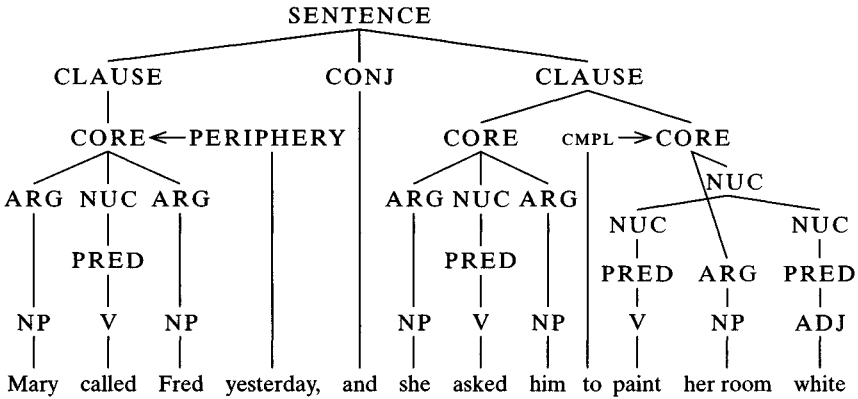 SENTENCE
CLAUSE CONJ CLAUSE
CORE PERIPHERY CORE CMPL CORE
NUC
ARG NUC ARG ARG NUC ARG
NUC NUC
PRED PRED
PRED ARG PRED
NP V NP NP V NP V NP ADJ
Mary called Fred yesterday, and she asked him to paint her room white